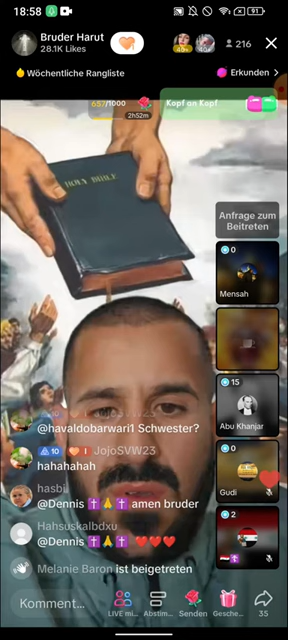 18:58
91
Bruder Harut
28.1K Likes
216
Wöchentliche Rangliste
Erkunden >
657/1000
2h52m
Kopf an Kopf
HOLY BIBLE
Anfrage zum
Beitreten
0
Mensah
15
Abu Khanjar
0
Gudi
2
@havaldobarwari1 Schwester?
10 I JojoSVW23
hahahahah
hasbi
@Dennis ✝️🙏✝️ amen bruder
Hahsuskalbdxu
@Dennis ✝️🙏✝️ ❤️❤️❤️
Melanie Baron ist beigetreten
Komment...
LIVE mi...
Abstim...
Senden
Gesche...
35